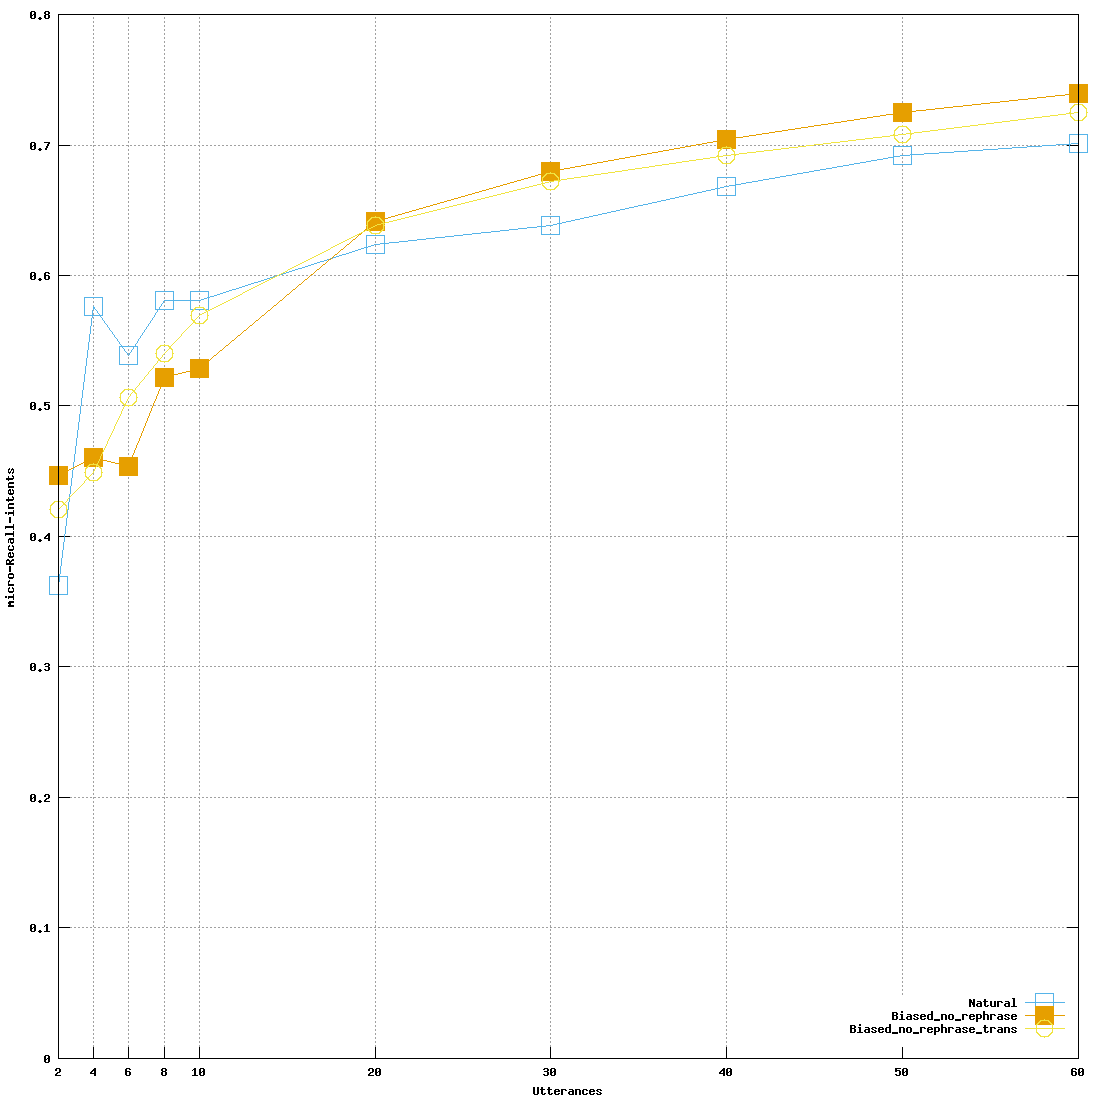 0.8
0.7
0.6
0.5
0.4
0.3
0.2
0.1
0
micro-Recall-intents
Natural
Biased_no_rephrase
Biased_no_rephrase_trans
2 4 6 8 10 20 30 40 50 60
Utterances